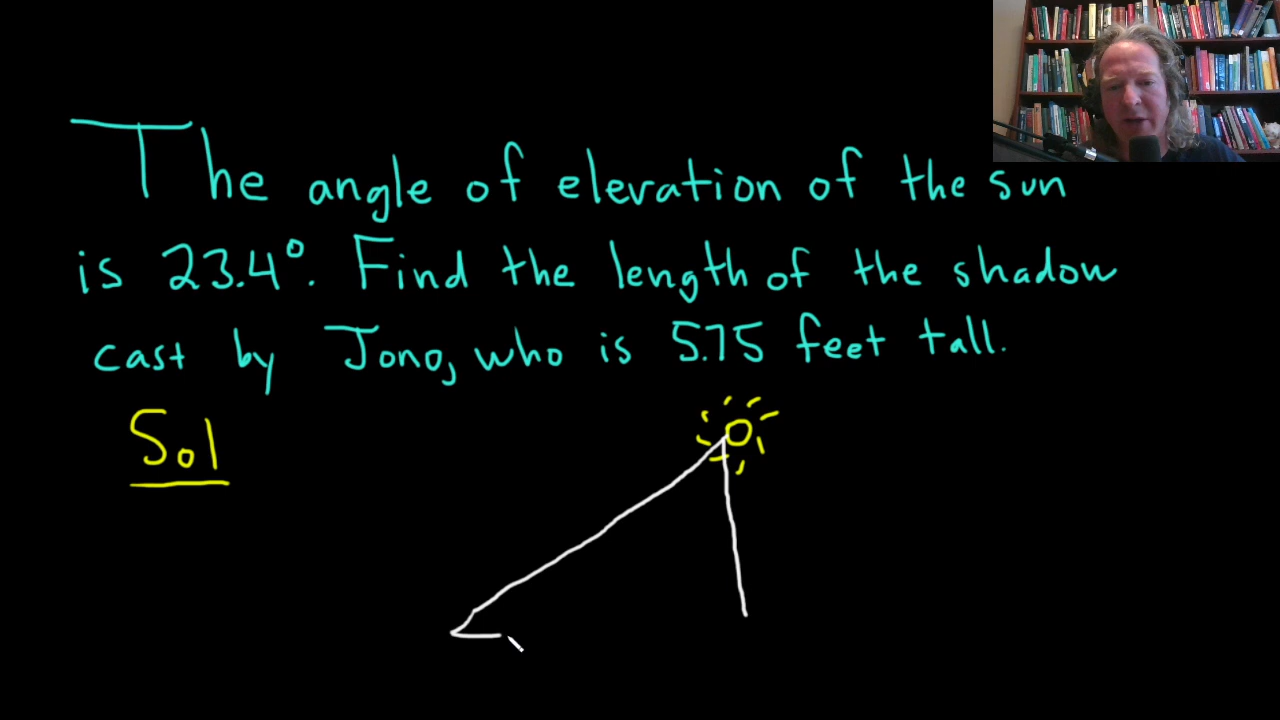 The angle of elevation of the sun
is 23.4°. Find the length of the shadow
cast by Jono, who is 5.75 feet tall.
Sol